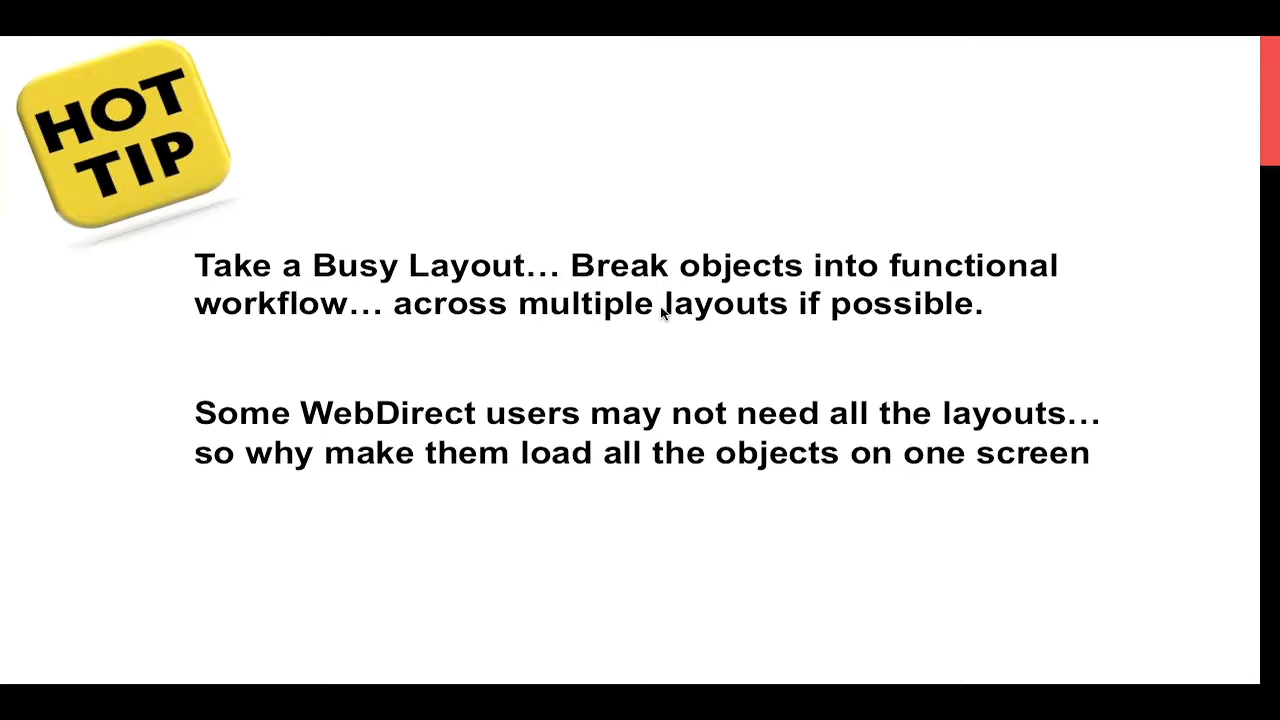 HOT
TIP
Take a Busy Layout… Break objects into functional
workflow… across multiple layouts if possible.
Some WebDirect users may not need all the layouts…
so why make them load all the objects on one screen